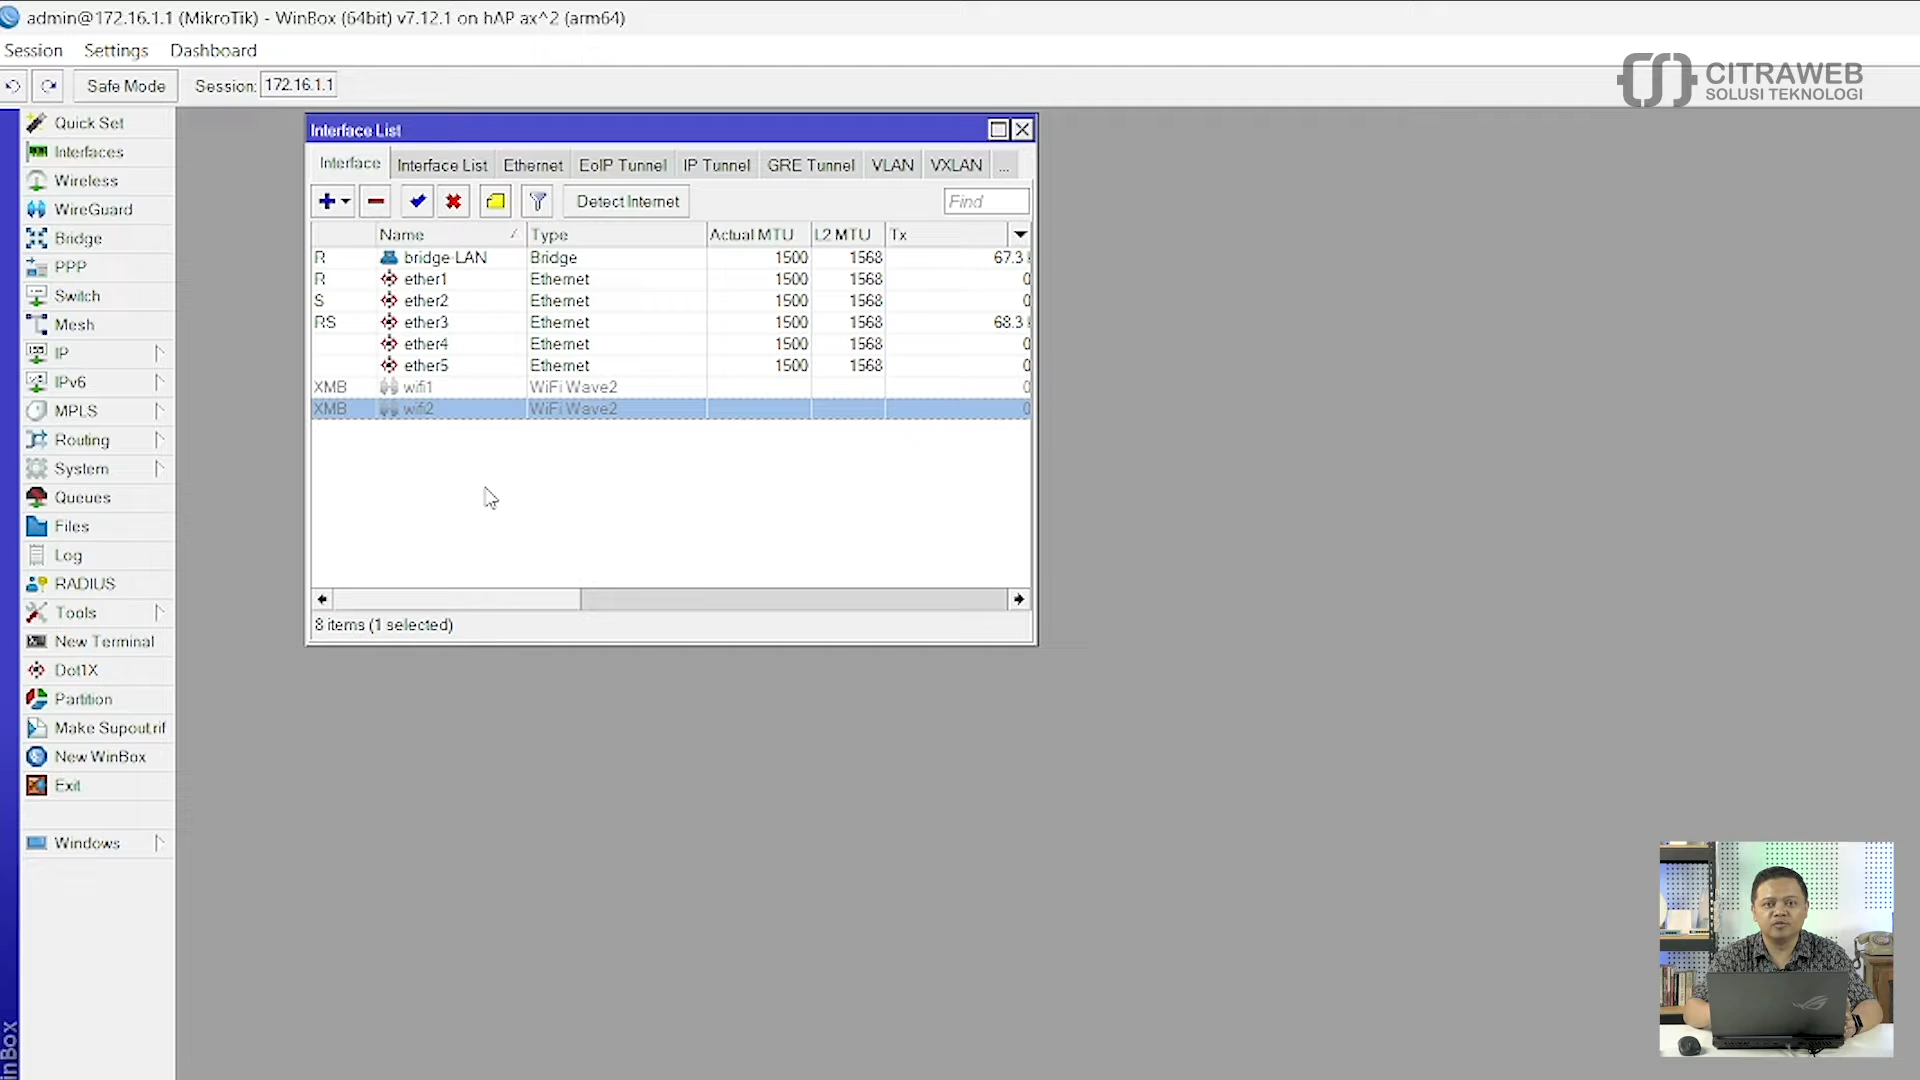 admin@172.16.1.1 (MikroTik) - WinBox (64bit) v7.12.1 on hAP ax^2 (arm64)
Session Settings Dashboard
Safe Mode Session: 172.16.1.1
CITRAWEB
SOLUSI TEKNOLOGI
Quick Set
Interfaces
Wireless
WireGuard
Bridge
PPP
Switch
Mesh
IP
IPv6
MPLS
Routing
System
Queues
Files
Log
RADIUS
Tools
New Terminal
Dot1X
Partition
Make Supout.rif
New WinBox
Exit
Windows
inBox
Interface List
Interface Interface List Ethernet EoIP Tunnel IP Tunnel GRE Tunnel VLAN VXLAN ...
Detect Internet Find
Name Type Actual MTU L2 MTU Tx
R bridge-LAN Bridge 1500 1568 67.3
R ether1 Ethernet 1500 1568 0
S ether2 Ethernet 1500 1568 0
RS ether3 Ethernet 1500 1568 68.3
ether4 Ethernet 1500 1568 0
ether5 Ethernet 1500 1568 0
XMB wifi1 WiFi Wave2 0
XMB wifi2 WiFi Wave2 0
8 items (1 selected)